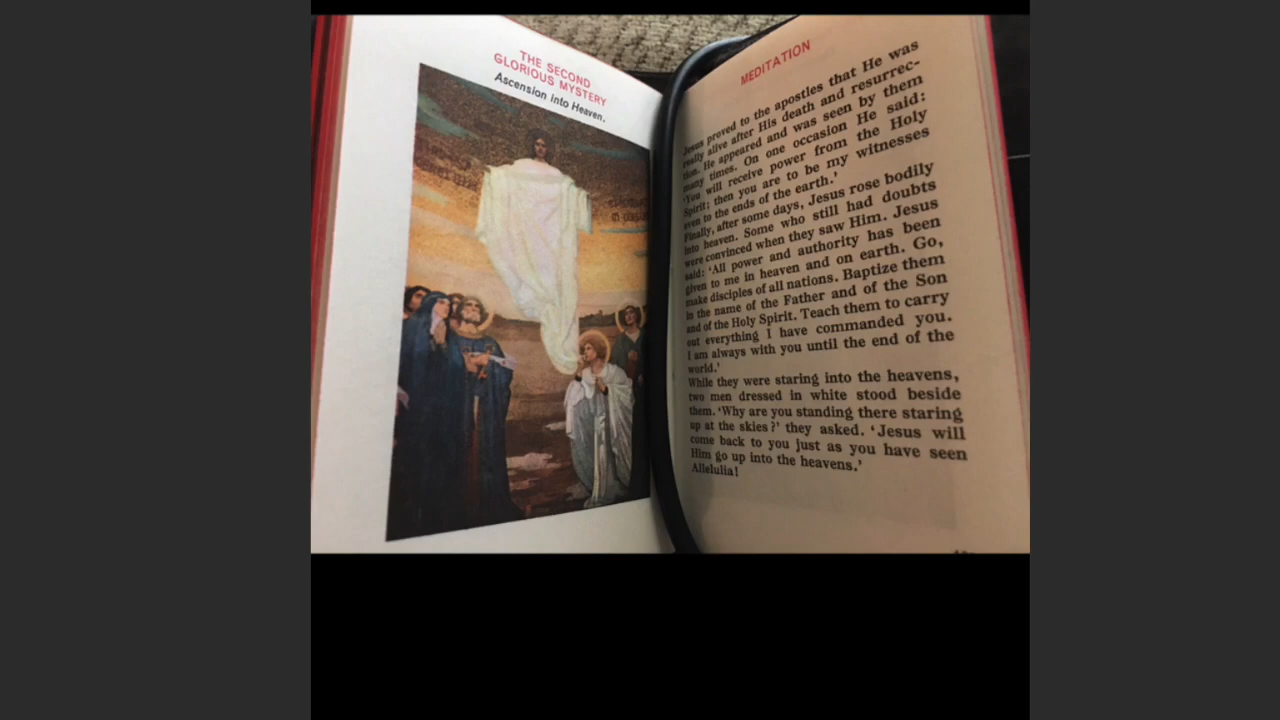 THE SECOND
GLORIOUS MYSTERY
Ascension into Heaven.
MEDITATION
Jesus proved to the apostles that He was
really alive after His death and resurrec-
tion. He appeared and was seen by them
many times. On one occasion He said:
‘You will receive power from the Holy
Spirit; then you are to be my witnesses
even to the ends of the earth.’
Finally, after some days, Jesus rose bodily
into heaven. Some who still had doubts
were convinced when they saw Him. Jesus
said: ‘All power and authority has been
given to me in heaven and on earth. Go,
make disciples of all nations. Baptize them
in the name of the Father and of the Son
and of the Holy Spirit. Teach them to carry
out everything I have commanded you.
I am always with you until the end of the
world.’
While they were staring into the heavens,
two men dressed in white stood beside
them. ‘Why are you standing there staring
up at the skies?’ they asked. ‘Jesus will
come back to you just as you have seen
Him go up into the heavens.’
Allelulia!